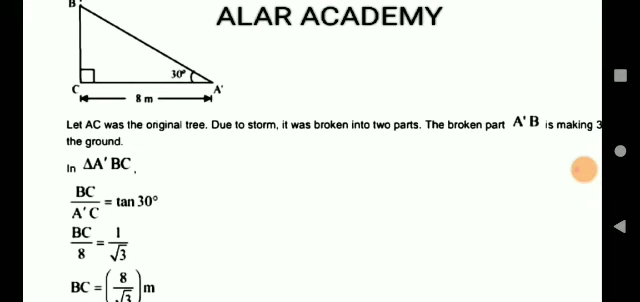 ALAR ACADEMY
B
30°
C
A'
8 m
Let AC was the original tree. Due to storm, it was broken into two parts. The broken part A′B is making 3
the ground.
In ΔA′BC,
BC/A′C = tan 30°
BC/8 = 1/√3
BC = (8/√3) m